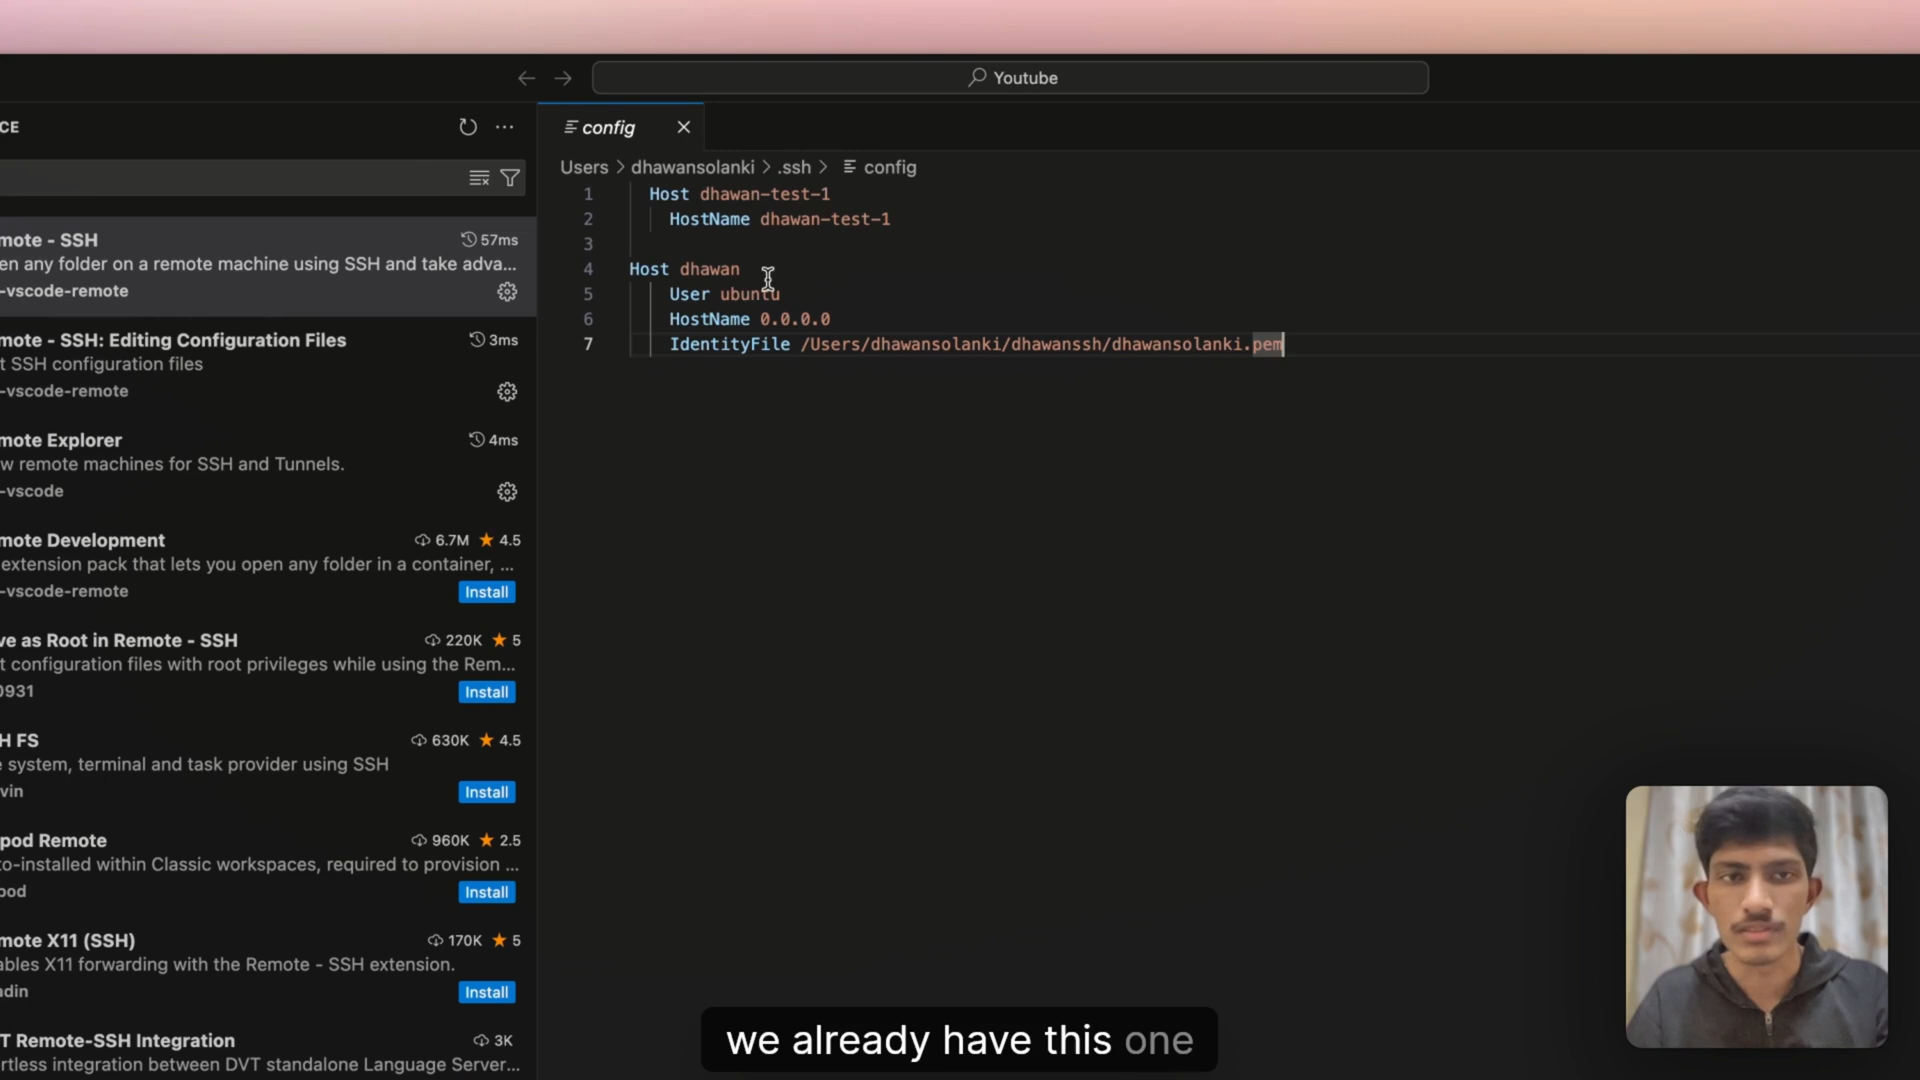 Youtube
CE
config
Users > dhawansolanki > .ssh > config
1 Host dhawan-test-1
2 HostName dhawan-test-1
3
4 Host dhawan
5 User ubuntu
6 HostName 0.0.0.0
7 IdentityFile /Users/dhawansolanki/dhawanssh/dhawansolanki.pem
mote - SSH 57ms
en any folder on a remote machine using SSH and take adva...
-vscode-remote
mote - SSH: Editing Configuration Files 3ms
t SSH configuration files
-vscode-remote
mote Explorer 4ms
w remote machines for SSH and Tunnels.
-vscode
mote Development 6.7M 4.5
extension pack that lets you open any folder in a container, ...
-vscode-remote Install
ve as Root in Remote - SSH 220K 5
t configuration files with root privileges while using the Rem...
0931 Install
H FS 630K 4.5
e system, terminal and task provider using SSH
vin Install
pod Remote 960K 2.5
to-installed within Classic workspaces, required to provision ...
pod Install
mote X11 (SSH) 170K 5
ables X11 forwarding with the Remote - SSH extension.
adin Install
T Remote-SSH Integration 3K
rtless integration between DVT standalone Language Server...
we already have this one